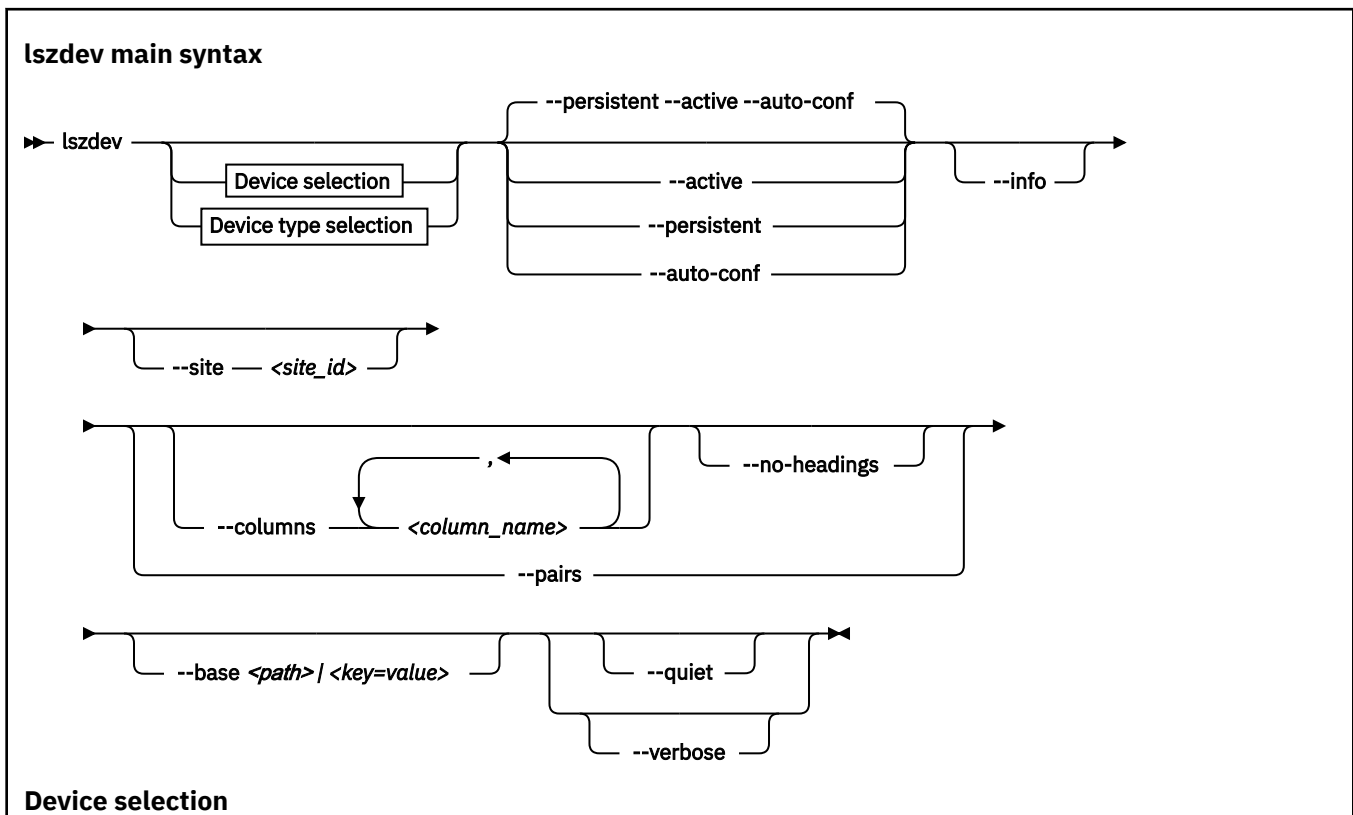 lszdev main syntax
--persistent --active --auto-conf
lszdev
Device selection
--active
--info
Device type selection
--persistent
--auto-conf
--site <site_id>
,
--no-headings
--columns <column_name>
--pairs
--base <path>| <key=value>
--quiet
--verbose
Device selection